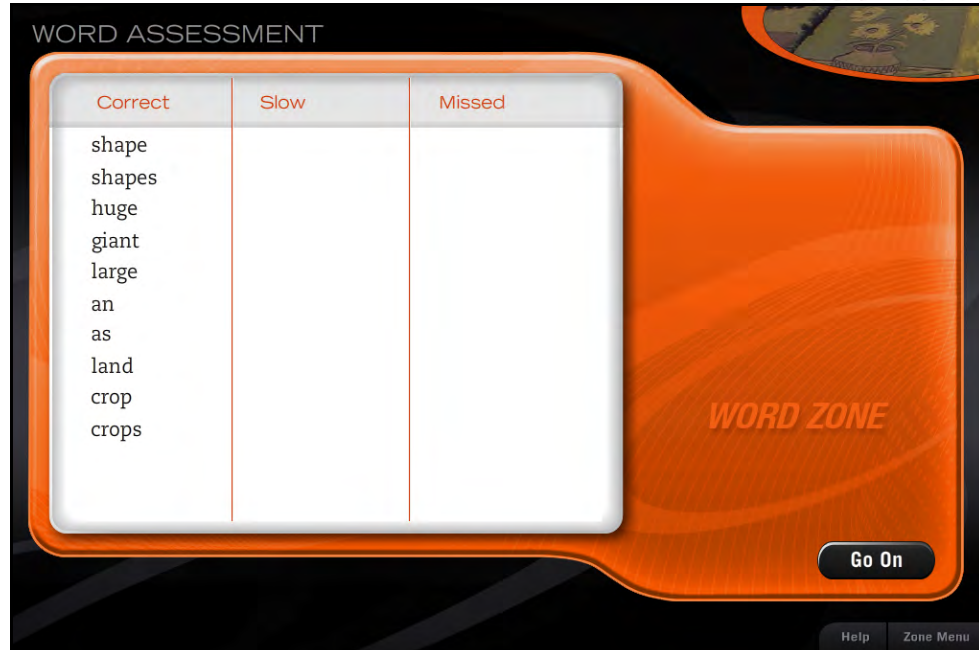 WORD ASSESSMENT
Correct Slow Missed
shape
shapes
huge
giant
large
an
as
land
crop
crops
WORD ZONE
Go On
Help Zone Menu